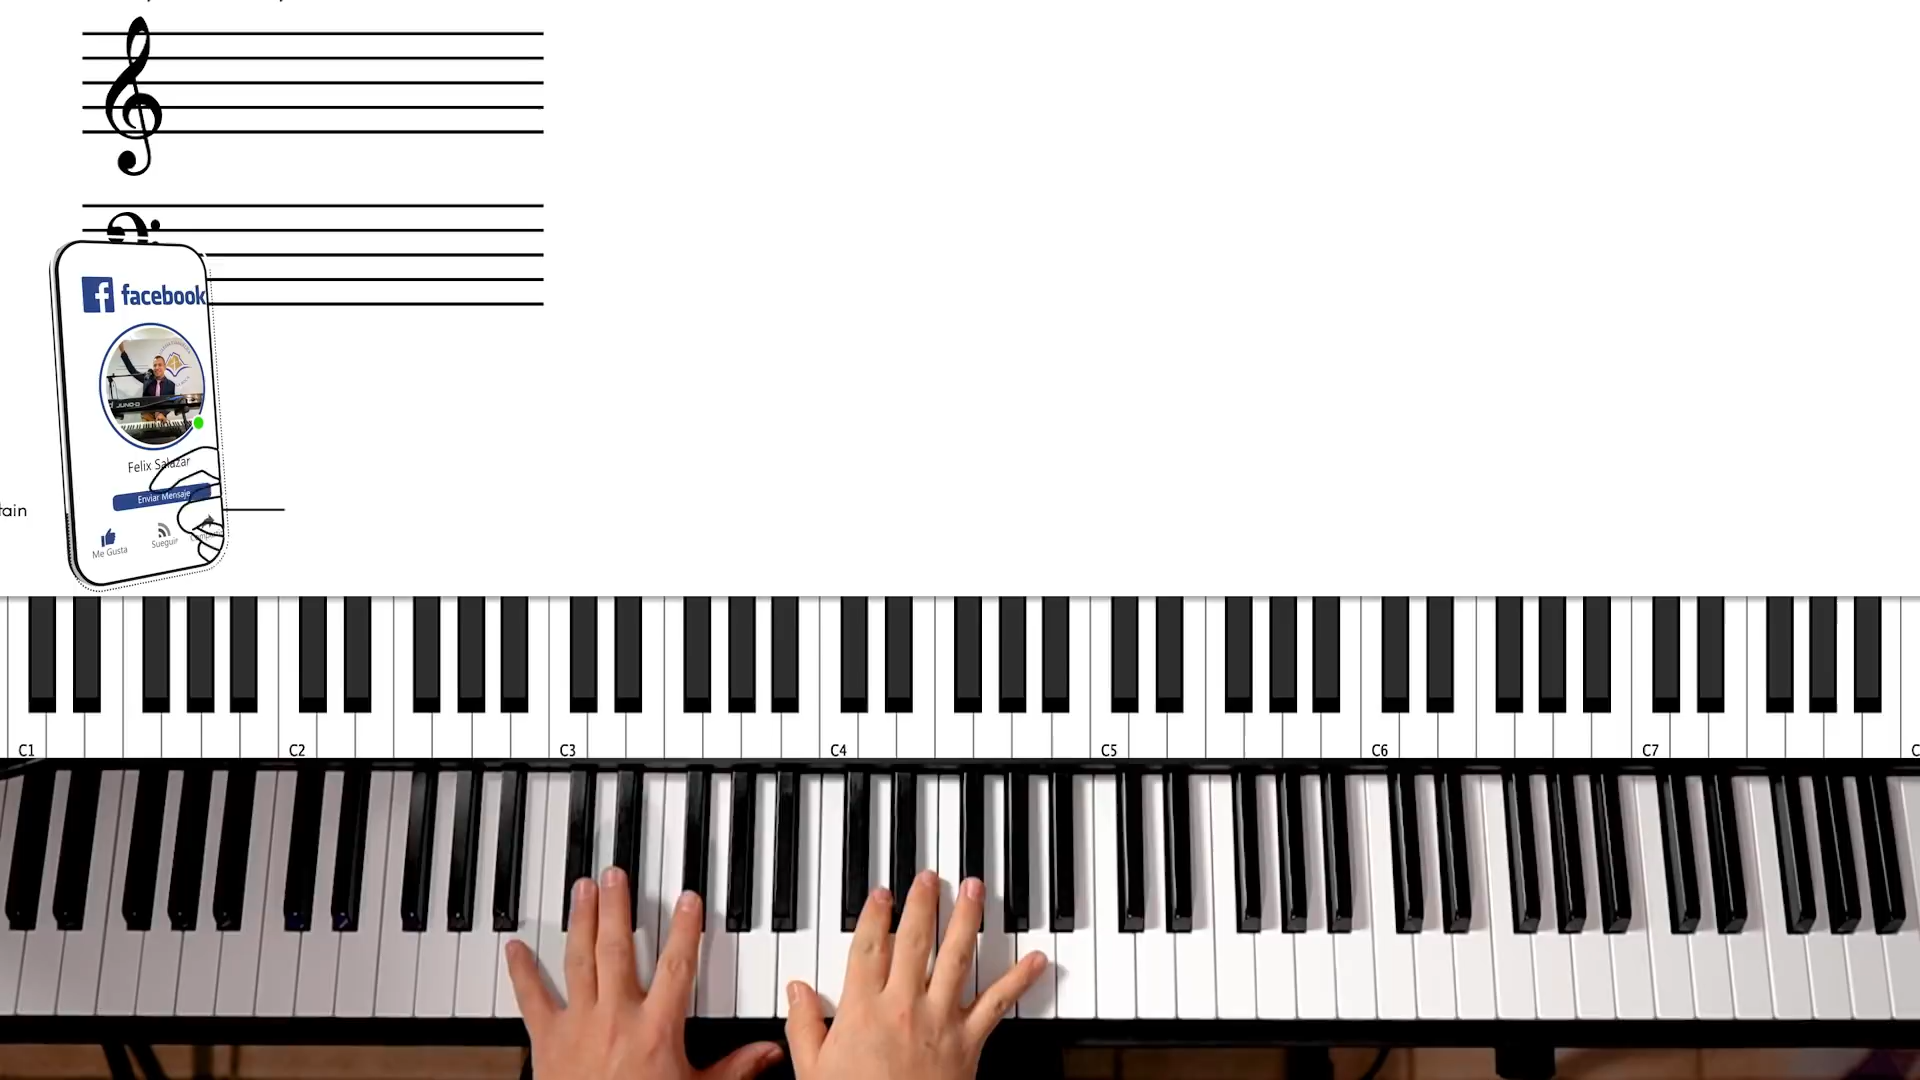 facebook
Felix Salazar
Enviar Mensaje
tain
Me Gusta
Sueguir
C1
C2
C3
C4
C5
C6
C7
C